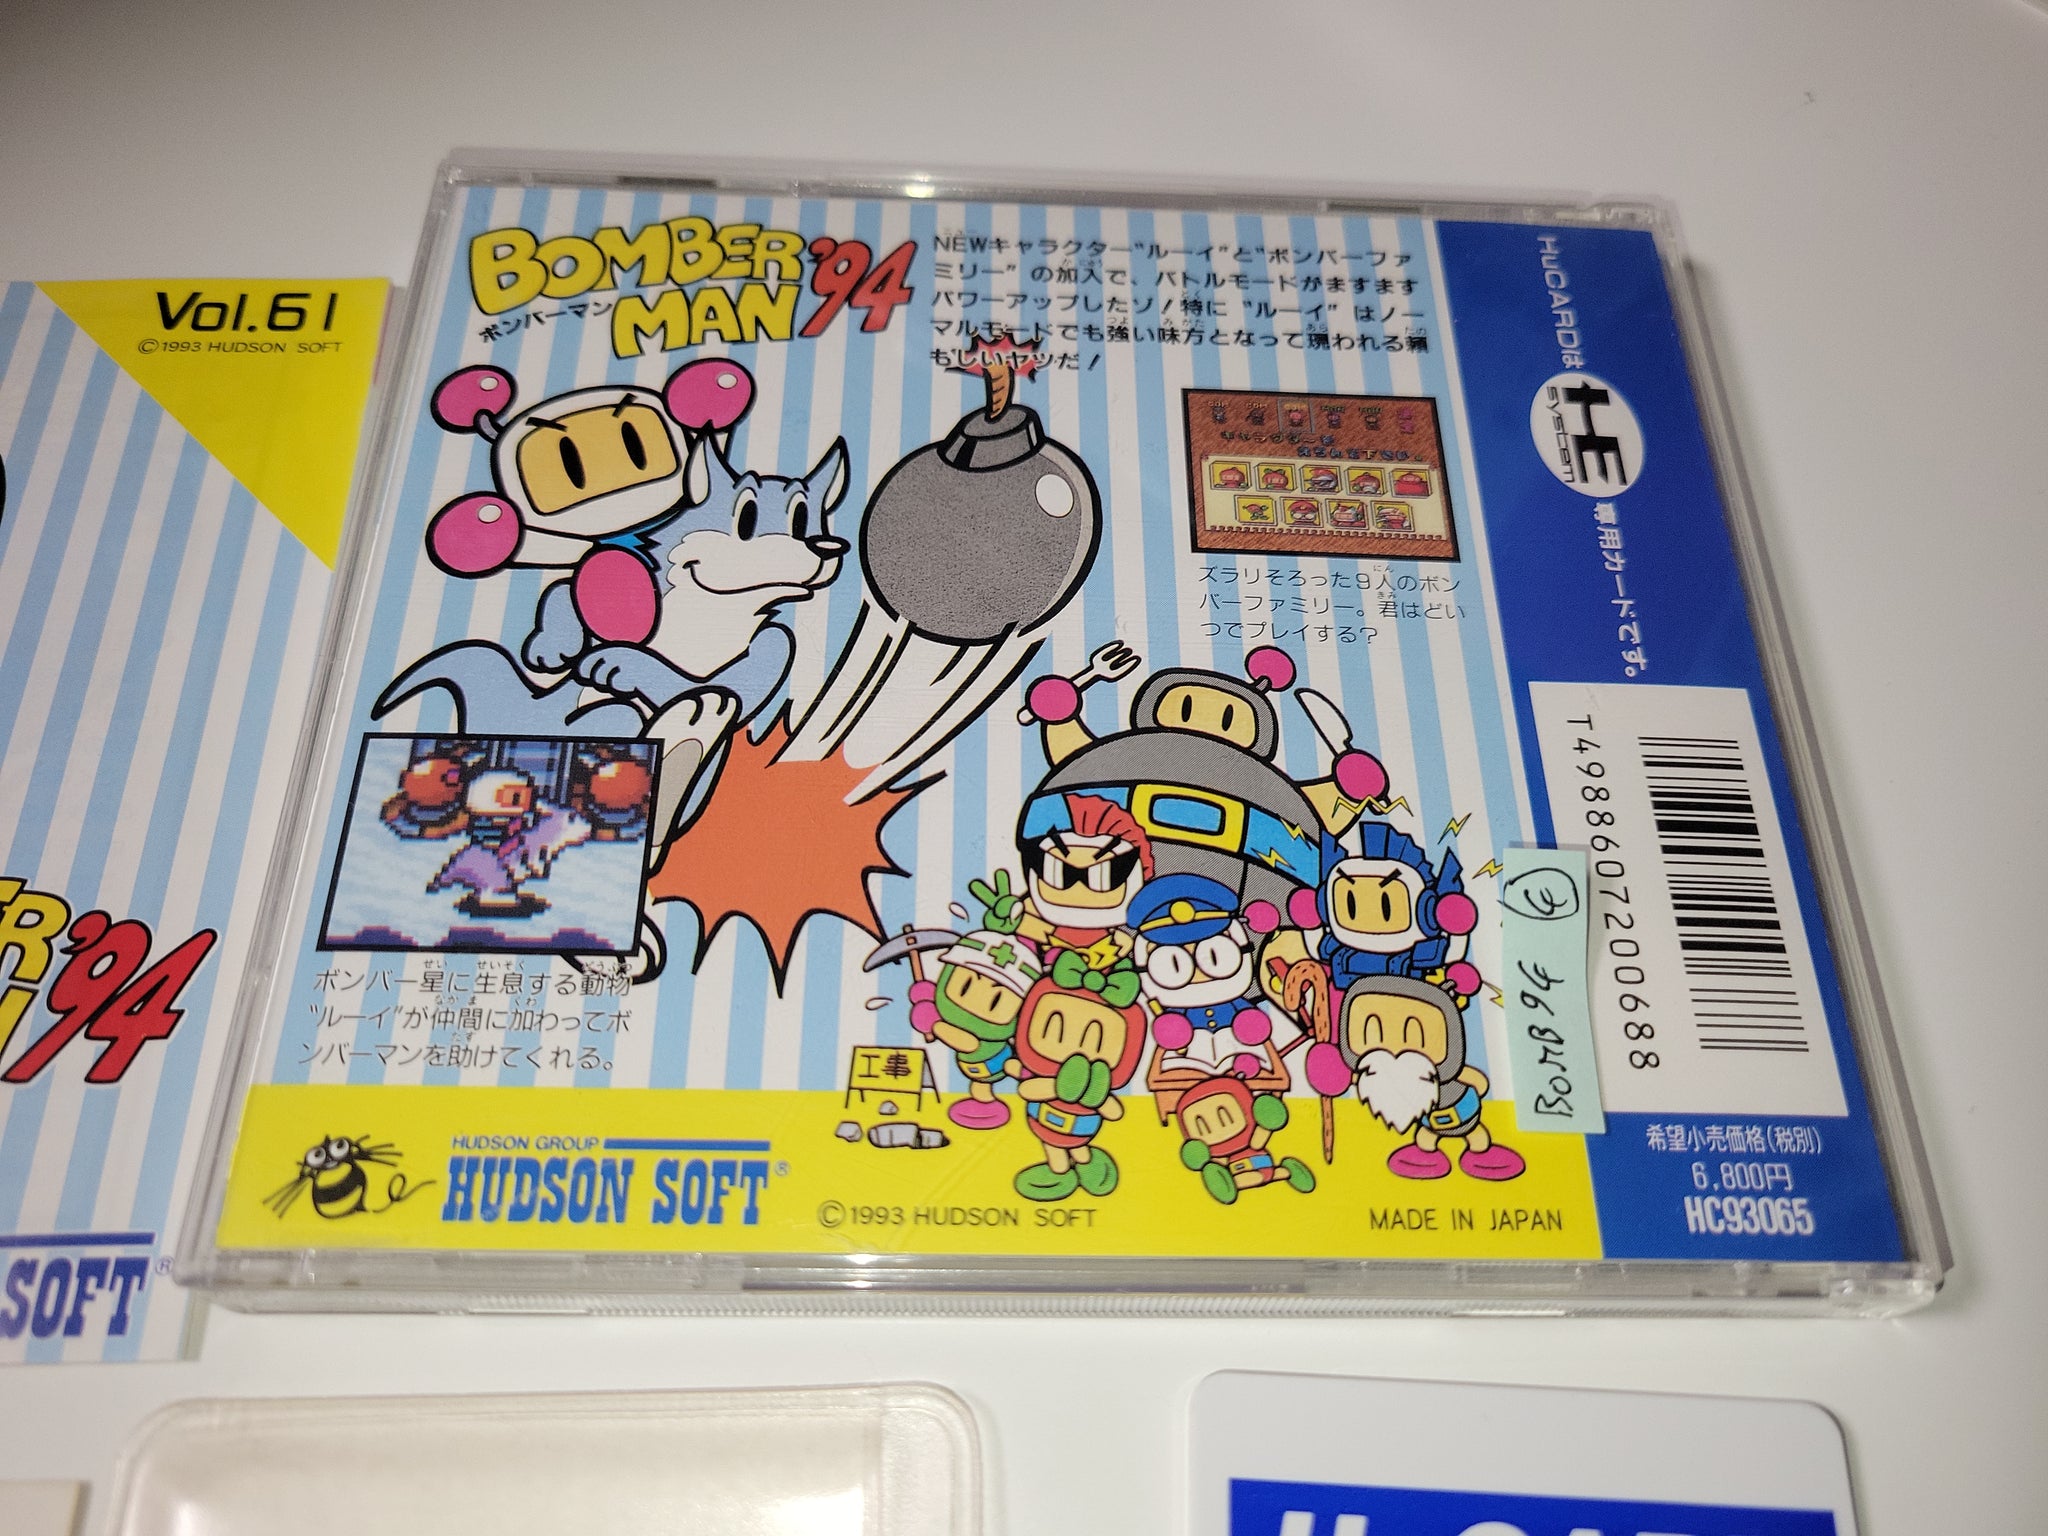 Vol.61
©1993 HUDSON SOFT
'94
SOFT®
BOMBER
MAN '94
ボンバーマン
NEWキャラクター"ルーイ"と"ボンバーファ
ミリー"の加入で、バトルモードがますます
パワーアップしたゾ!特に"ルーイ"はノー
マルモードでも強い味方となって現われる頼
もしいヤツだ!
ズラリそろった9人のボン
バーファミリー。君はどい
つでプレイする?
ボンバー星に生息する動物
"ルーイ"が仲間に加わってボ
ンバーマンを助けてくれる。
工事
HUDSON GROUP
HUDSON SOFT®
©1993 HUDSON SOFT
MADE IN JAPAN
HuCARDは
HE
system
専用カードです。
T4988607200688
希望小売価格(税別)
6,800円
HC93065